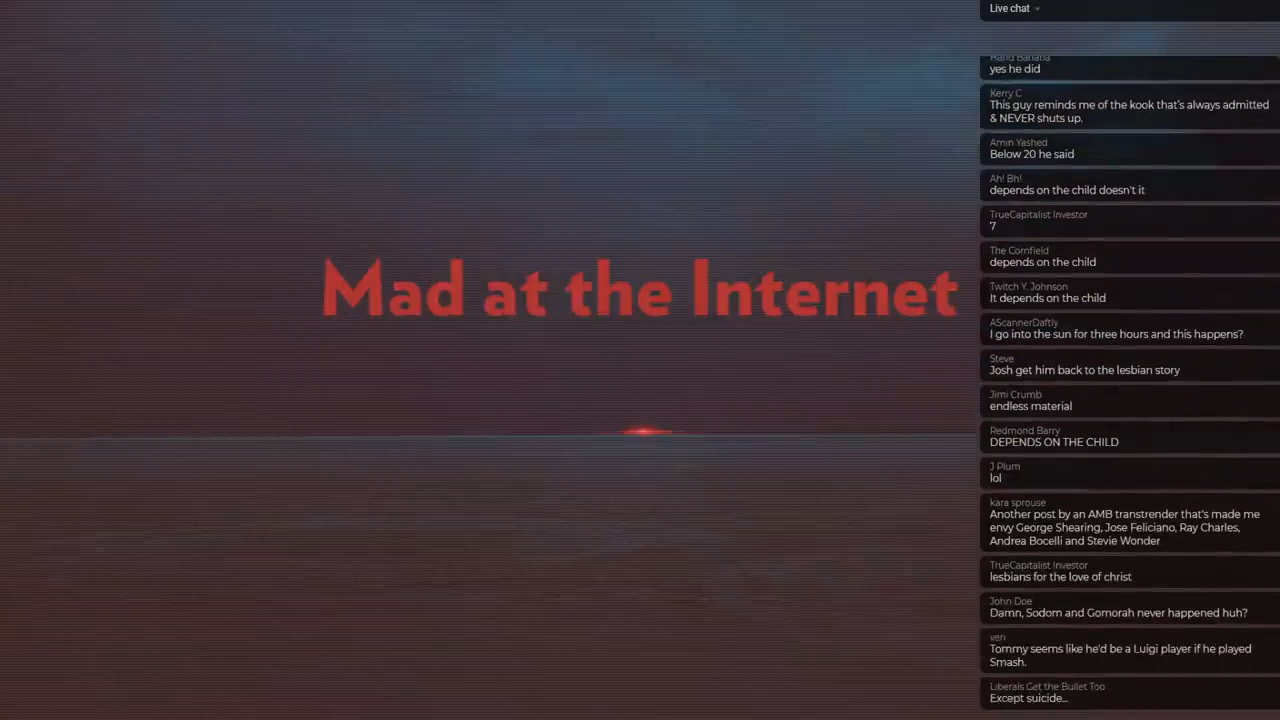 Live chat
Hand Banana
yes he did
Kerry C
This guy reminds me of the kook that's always admitted
& NEVER shuts up.
Amin Yashed
Below 20 he said
Ah! Bh!
depends on the child doesn't it
TrueCapitalist Investor
7
The Cornfield
depends on the child
Twitch Y. Johnson
It depends on the child
AScannerDaftly
I go into the sun for three hours and this happens?
Steve
Josh get him back to the lesbian story
Mad at the Internet
Jimi Crumb
endless material
Redmond Barry
DEPENDS ON THE CHILD
J Plum
lol
kara sprouse
Another post by an AMB transtrender that's made me
envy George Shearing, Jose Feliciano, Ray Charles,
Andrea Bocelli and Stevie Wonder
TrueCapitalist Investor
lesbians for the love of christ
John Doe
Damn, Sodom and Gomorah never happened huh?
veri
Tommy seems like he'd be a Luigi player if he played
Smash.
Liberals Get the Bullet Too
Except suicide...